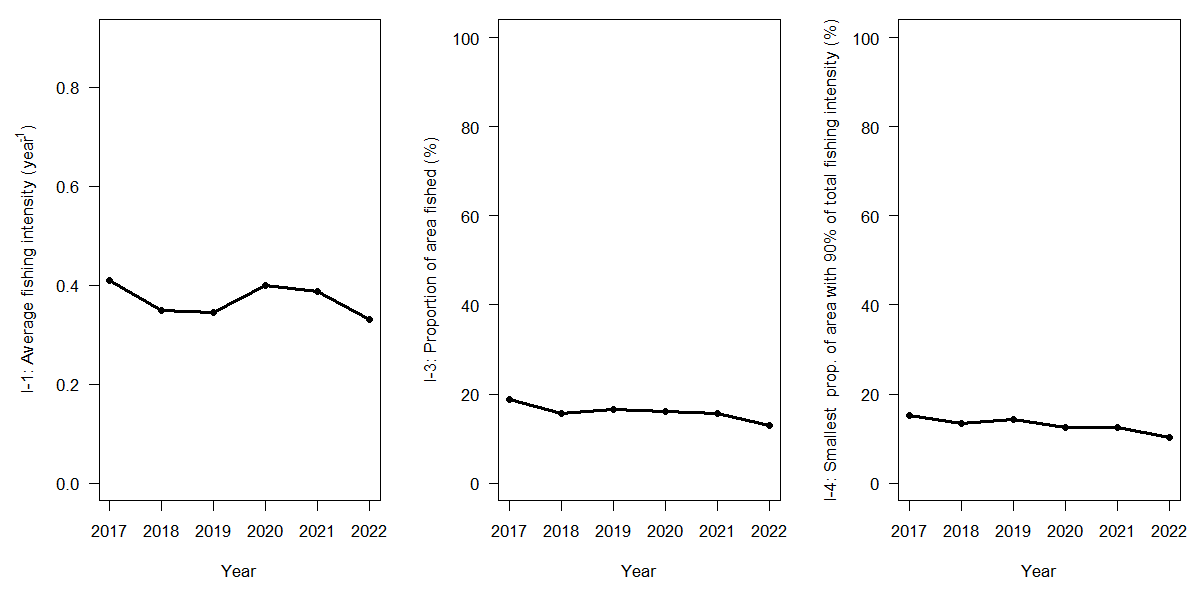 I-1: Average fishing intensity (year-1)
0.8
0.6
0.4
0.2
0.0
2017 2018 2019 2020 2021 2022
Year
I-3: Proportion of area fished (%)
100
80
60
40
20
0
2017 2018 2019 2020 2021 2022
Year
I-4: Smallest prop. of area with 90% of total fishing intensity (%)
100
80
60
40
20
0
2017 2018 2019 2020 2021 2022
Year